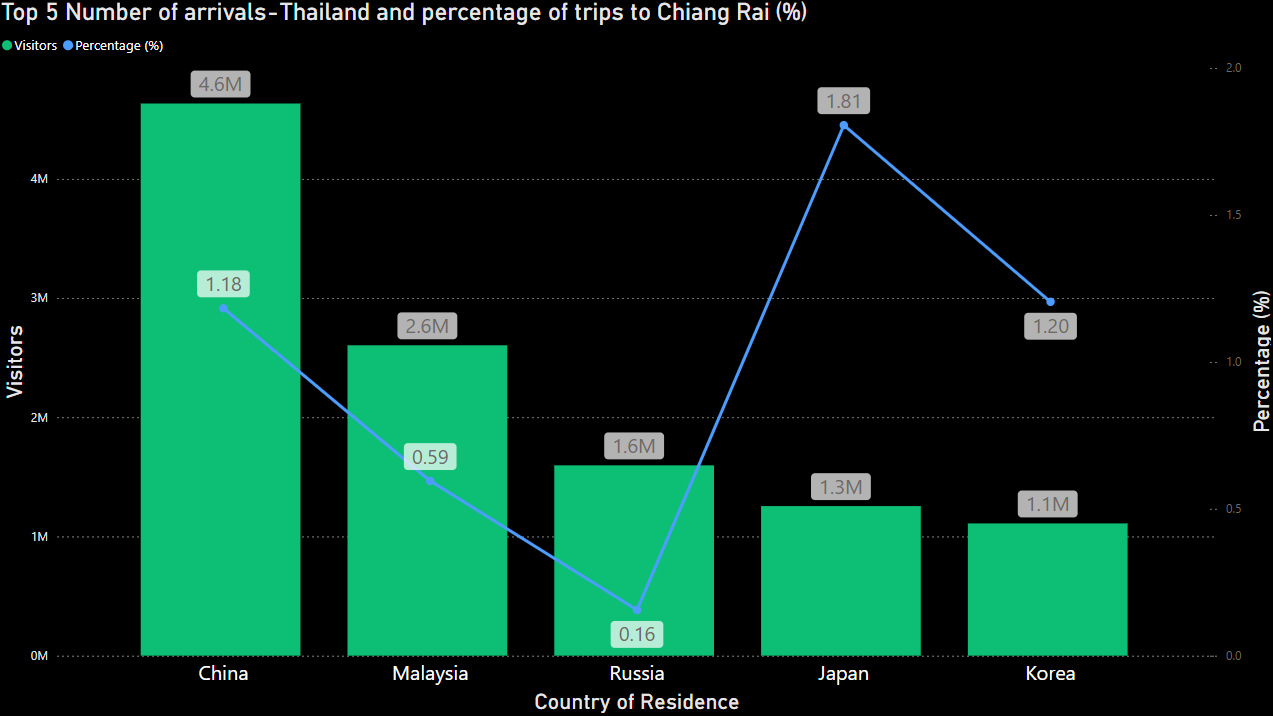 Top 5 Number of arrivals-Thailand and percentage of trips to Chiang Rai (%)
Visitors Percentage (%)
4.6M
2.0
1.81
4M
1.5
1.18
3M
2.6M
1.20
Visitors
Percentage (%)
1.0
2M
0.59
1.6M
1.3M
1.1M
0.5
1M
0.16
0M
0.0
China Malaysia Russia Japan Korea
Country of Residence